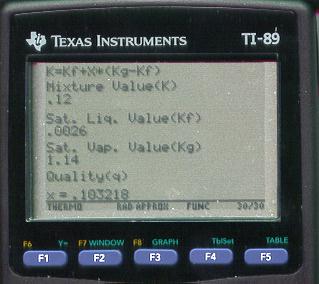 TEXAS INSTRUMENTS TI-89
K=Kf+X*(Kg-Kf)
Mixture Value(K)
.12
Sat. Liq. Value(Kf)
.0026
Sat. Vap. Value(Kg)
1.14
Quality(q)
x = .103218
THERMO RAD APPROX FUNC 30/30
F6 Y= F7 WINDOW F8 GRAPH TblSet TABLE
F1 F2 F3 F4 F5